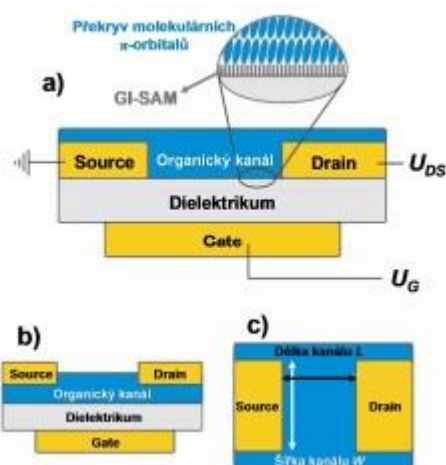 Překryv molekulárních
π-orbitalů
a)
GI-SAM
Source
Organický kanál
Drain
U_DS
Dielektrikum
Gate
U_G
b)
Source
Drain
Organický kanál
Dielektrikum
Gate
c)
Délka kanálu L
Source
Drain
Šířka kanálu W